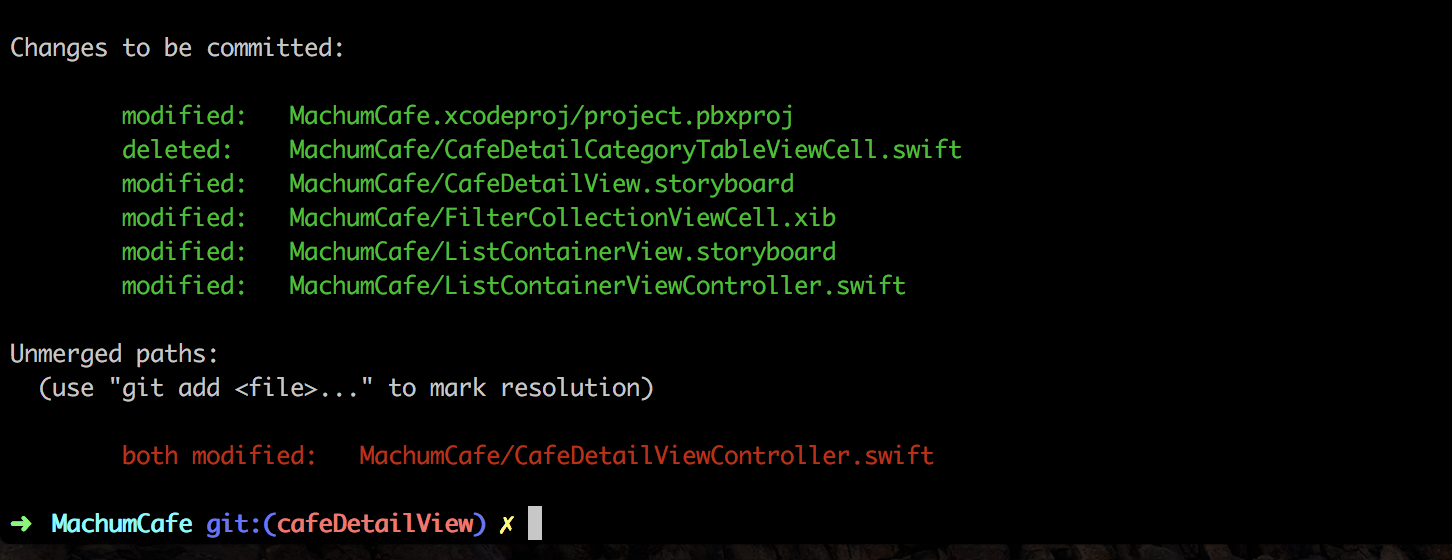 Changes to be committed:
modified:   MachumCafe.xcodeproj/project.pbxproj
deleted:    MachumCafe/CafeDetailCategoryTableViewCell.swift
modified:   MachumCafe/CafeDetailView.storyboard
modified:   MachumCafe/FilterCollectionViewCell.xib
modified:   MachumCafe/ListContainerView.storyboard
modified:   MachumCafe/ListContainerViewController.swift
Unmerged paths:
(use "git add <file>..." to mark resolution)
both modified:   MachumCafe/CafeDetailViewController.swift
➜ MachumCafe git:(cafeDetailView) ✗